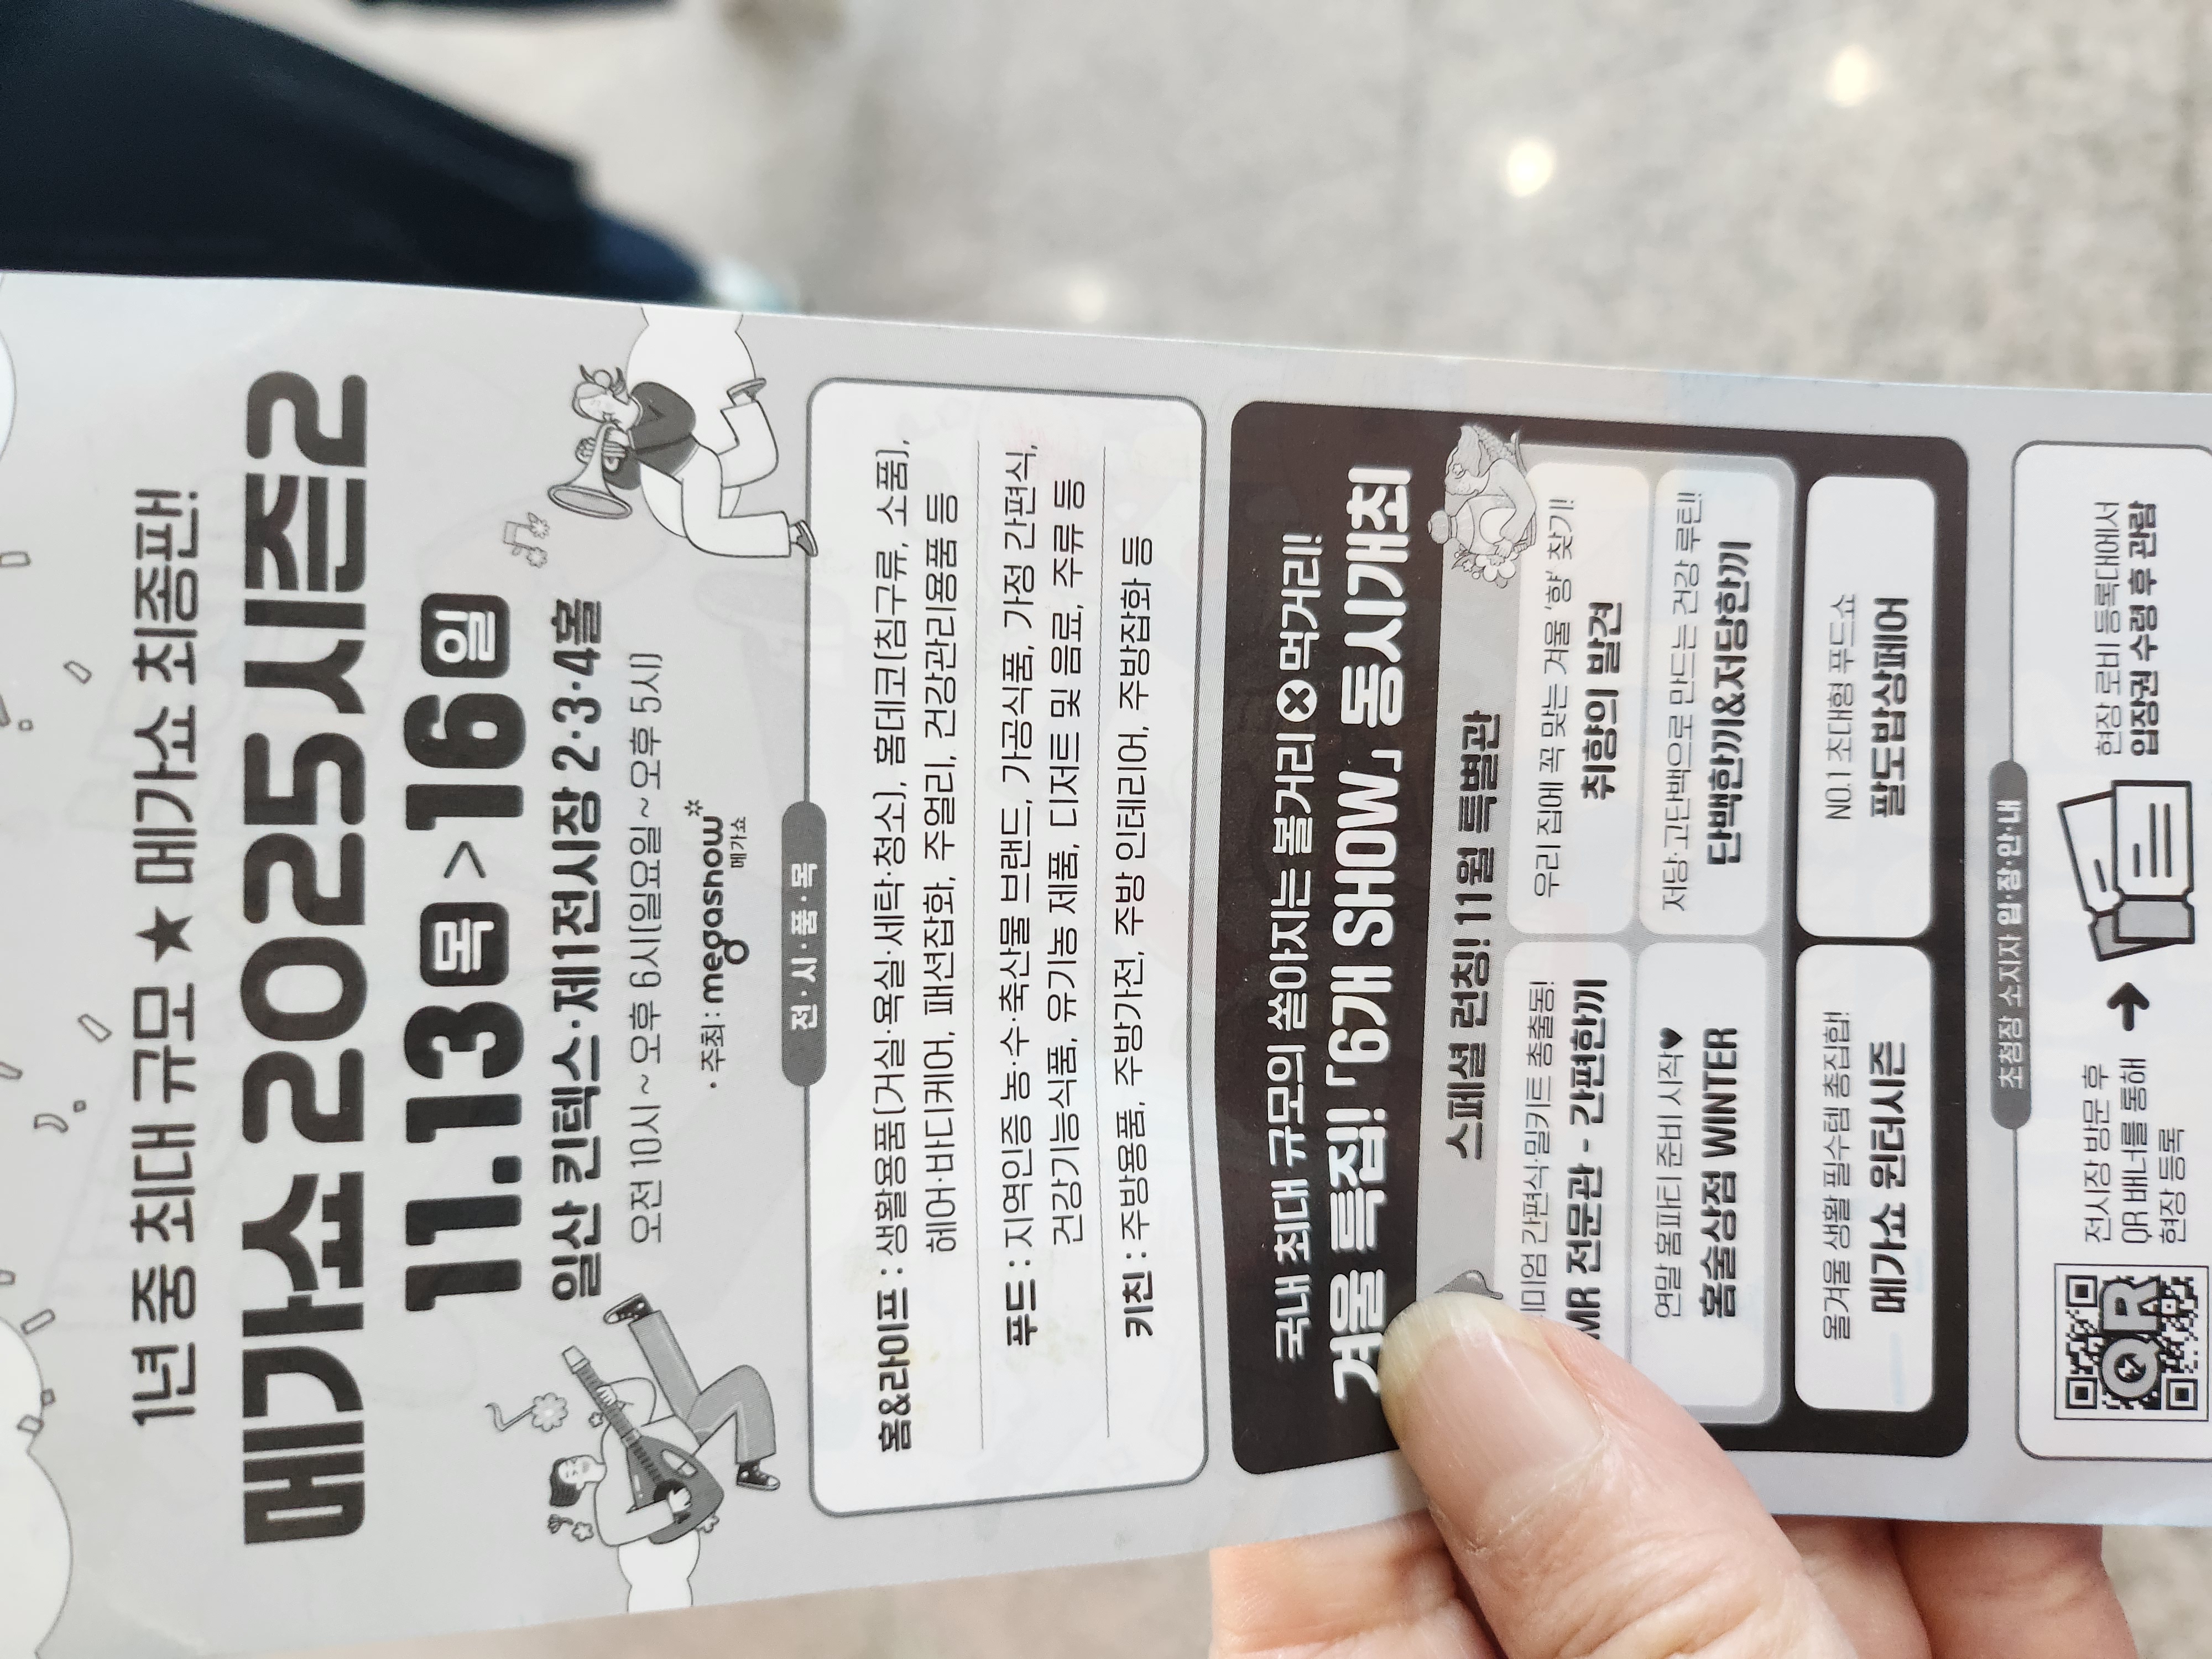 1년 중 최대 규모 ★ 메가쇼 최종판!
메가쇼 2025 시즌2
11.13 목 > 16 일
일산 킨텍스·제1전시장 2·3·4홀
오전 10시 ~ 오후 6시(일요일 ~ 오후 5시)
· 주최 : megashow
메가쇼
전·시·품·목
홈&라이프 : 생활용품(거실·욕실·세탁·청소), 홈데코(침구류, 소품),
헤어·바디케어, 패션잡화, 주얼리, 건강관리용품 등
푸드 : 지역인증 농·수·축산물 브랜드, 가공식품, 가정 간편식,
건강기능식품, 유기농 제품, 디저트 및 음료, 주류 등
키친 : 주방용품, 주방가전, 주방 인테리어, 주방잡화 등
국내 최대 규모의 쏟아지는 볼거리 × 먹거리!
겨울 특집! 「6개 SHOW」 동시개최
스페셜 런칭! 11월 특별관
미엄 간편식·밀키트 총출동!
MR 전문관 - 간편한끼
우리 집에 꼭 맞는 겨울 '향' 찾기!
취향의 발견
연말 홈파티 준비 시작♥
홈술상점 WINTER
저당·고단백으로 만드는 건강 루틴!
단백한끼&저당한끼
올겨울 생활 필수템 총집합!
메가쇼 윈터시즌
NO.1 초대형 푸드쇼
팔도밥상페어
초청장 소지자 입·장·안·내
QR
전시장 방문 후
QR 배너를 통해
현장 등록
➔
현장 로비 등록대에서
입장권 수령 후 관람